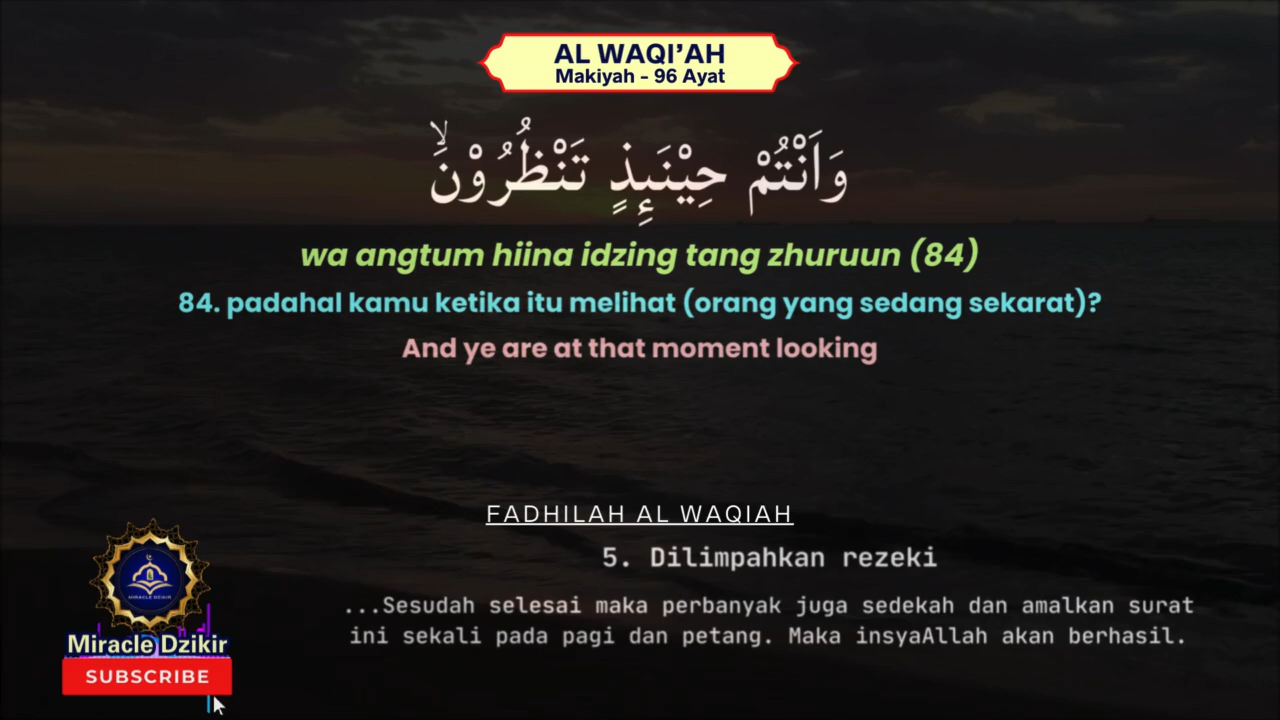 AL WAQI'AH
Makiyah - 96 Ayat
وَاَنْتُمْ حِيْنَىِٕذٍ تَنْظُرُوْنَۙ
wa angtum hiina idzing tang zhuruun (84)
84. padahal kamu ketika itu melihat (orang yang sedang sekarat)?
And ye are at that moment looking
FADHILAH AL WAQIAH
5. Dilimpahkan rezeki
...Sesudah selesai maka perbanyak juga sedekah dan amalkan surat
ini sekali pada pagi dan petang. Maka insyaAllah akan berhasil.
MIRACLE DZIKIR
Miracle Dzikir
SUBSCRIBE